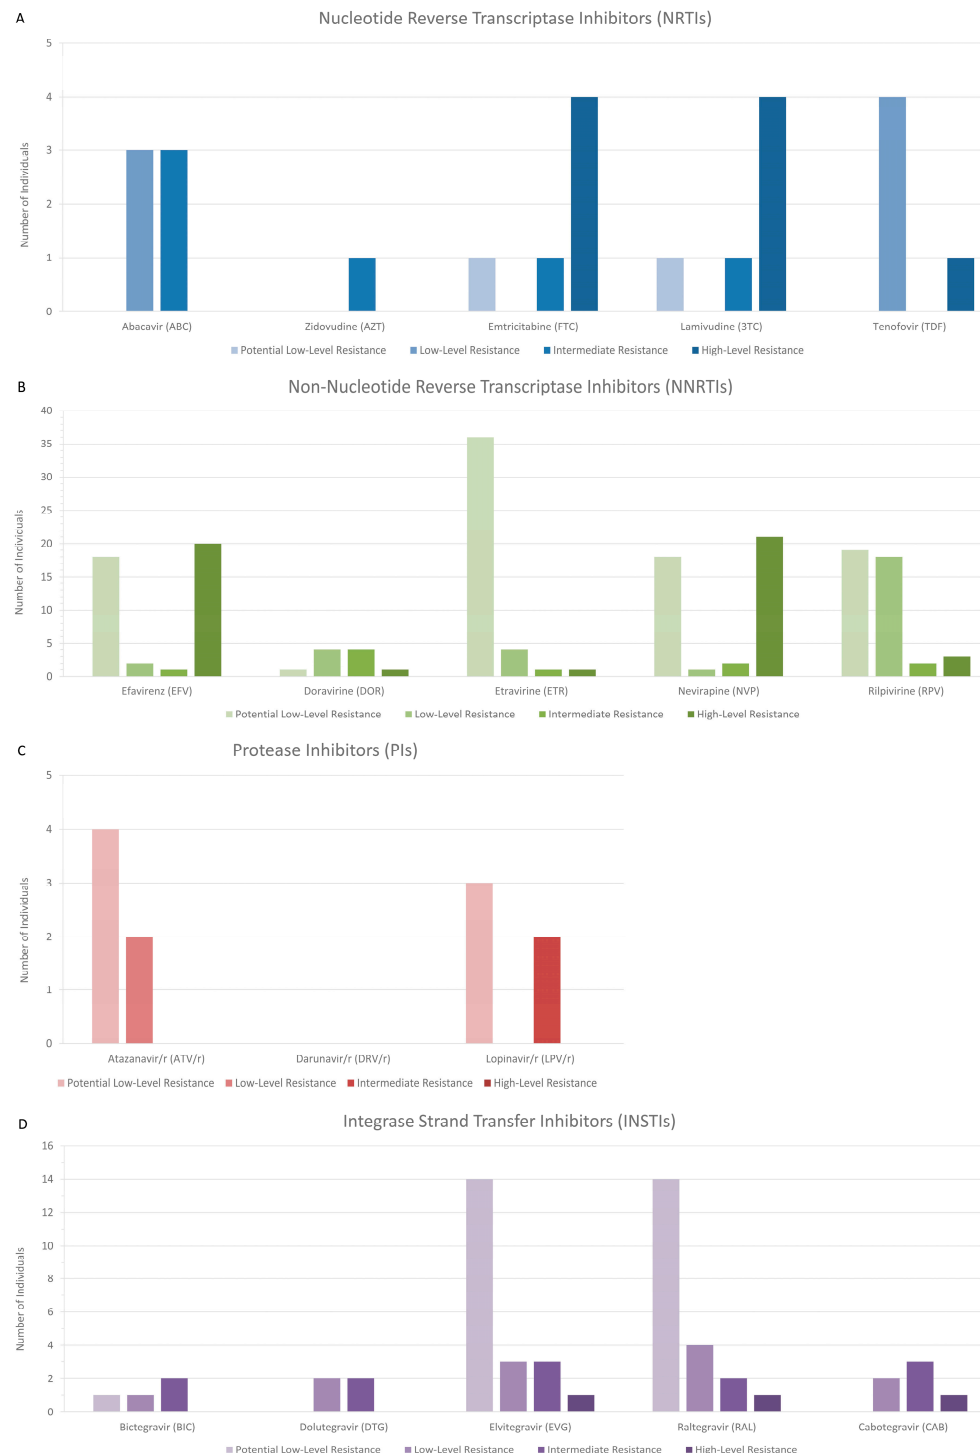 A
Nucleotide Reverse Transcriptase Inhibitors (NRTIs)
5
4
3
2
1
0
Number of Individuals
Abacavir (ABC)
Zidovudine (AZT)
Emtricitabine (FTC)
Lamivudine (3TC)
Tenofovir (TDF)
Potential Low-Level Resistance
Low-Level Resistance
Intermediate Resistance
High-Level Resistance
B
Non-Nucleotide Reverse Transcriptase Inhibitors (NNRTIs)
40
35
30
25
20
15
10
5
0
Number of Individuals
Efavirenz (EFV)
Doravirine (DOR)
Etravirine (ETR)
Nevirapine (NVP)
Rilpivirine (RPV)
Potential Low-Level Resistance
Low-Level Resistance
Intermediate Resistance
High-Level Resistance
C
Protease Inhibitors (PIs)
5
4
3
2
1
0
Number of Individuals
Atazanavir/r (ATV/r)
Darunavir/r (DRV/r)
Lopinavir/r (LPV/r)
Potential Low-Level Resistance
Low-Level Resistance
Intermediate Resistance
High-Level Resistance
D
Integrase Strand Transfer Inhibitors (INSTIs)
16
14
12
10
8
6
4
2
0
Number of Individuals
Bictegravir (BIC)
Dolutegravir (DTG)
Elvitegravir (EVG)
Raltegravir (RAL)
Cabotegravir (CAB)
Potential Low-Level Resistance
Low-Level Resistance
Intermediate Resistance
High-Level Resistance